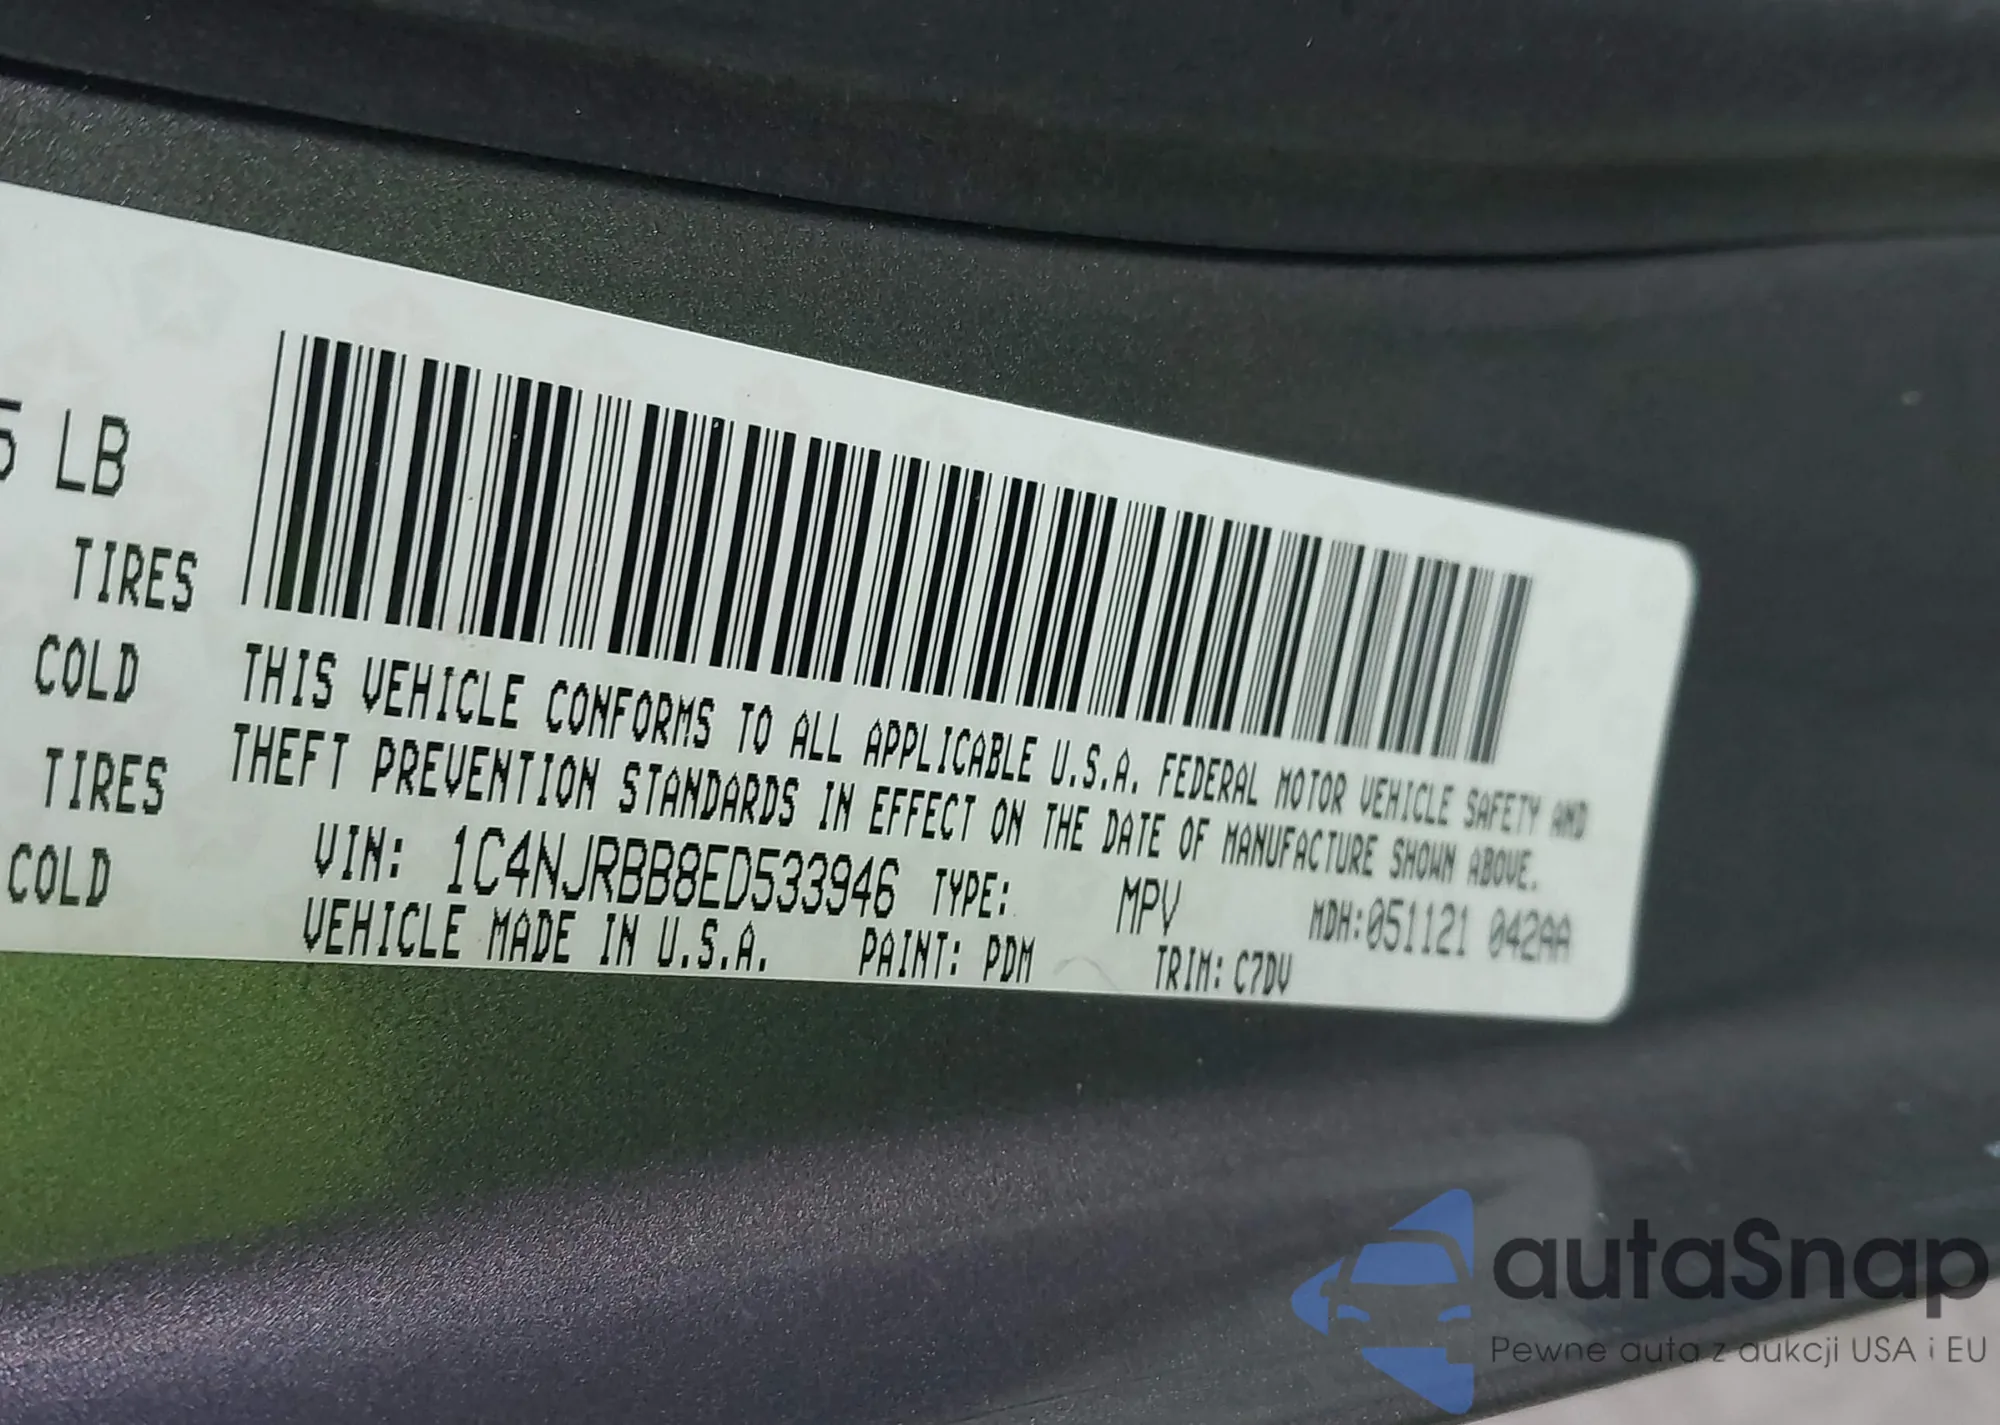 5 LB
TIRES
COLD
TIRES
COLD
THIS VEHICLE CONFORMS TO ALL APPLICABLE U.S.A. FEDERAL MOTOR VEHICLE SAFETY AND
THEFT PREVENTION STANDARDS IN EFFECT ON THE DATE OF MANUFACTURE SHOWN ABOVE.
VIN: 1C4NJRBB8ED533946 TYPE: MPV MDH:051121 042AA
VEHICLE MADE IN U.S.A. PAINT: PDM TRIM: C7DV
autaSnap
Pewne auta z aukcji USA i EU